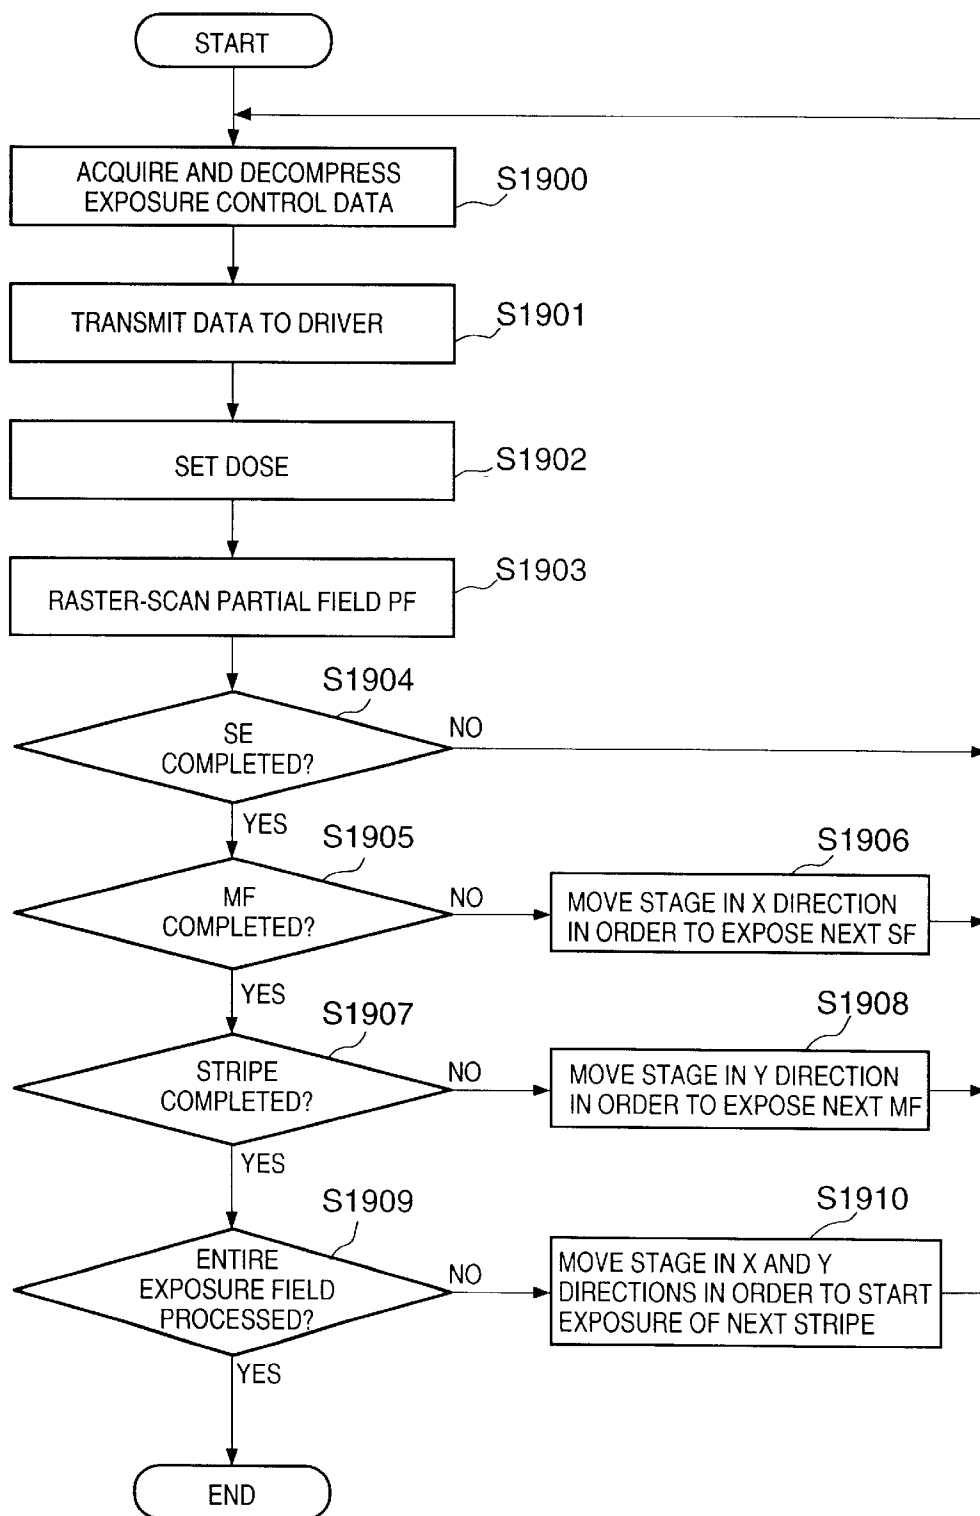 START
ACQUIRE AND DECOMPRESS
EXPOSURE CONTROL DATA
S1900
TRANSMIT DATA TO DRIVER
S1901
SET DOSE
S1902
RASTER-SCAN PARTIAL FIELD PF
S1903
S1904
SE
COMPLETED?
NO
YES
S1905
MF
COMPLETED?
NO
S1906
MOVE STAGE IN X DIRECTION
IN ORDER TO EXPOSE NEXT SF
YES
S1907
STRIPE
COMPLETED?
NO
S1908
MOVE STAGE IN Y DIRECTION
IN ORDER TO EXPOSE NEXT MF
YES
S1909
ENTIRE
EXPOSURE FIELD
PROCESSED?
NO
S1910
MOVE STAGE IN X AND Y
DIRECTIONS IN ORDER TO START
EXPOSURE OF NEXT STRIPE
YES
END